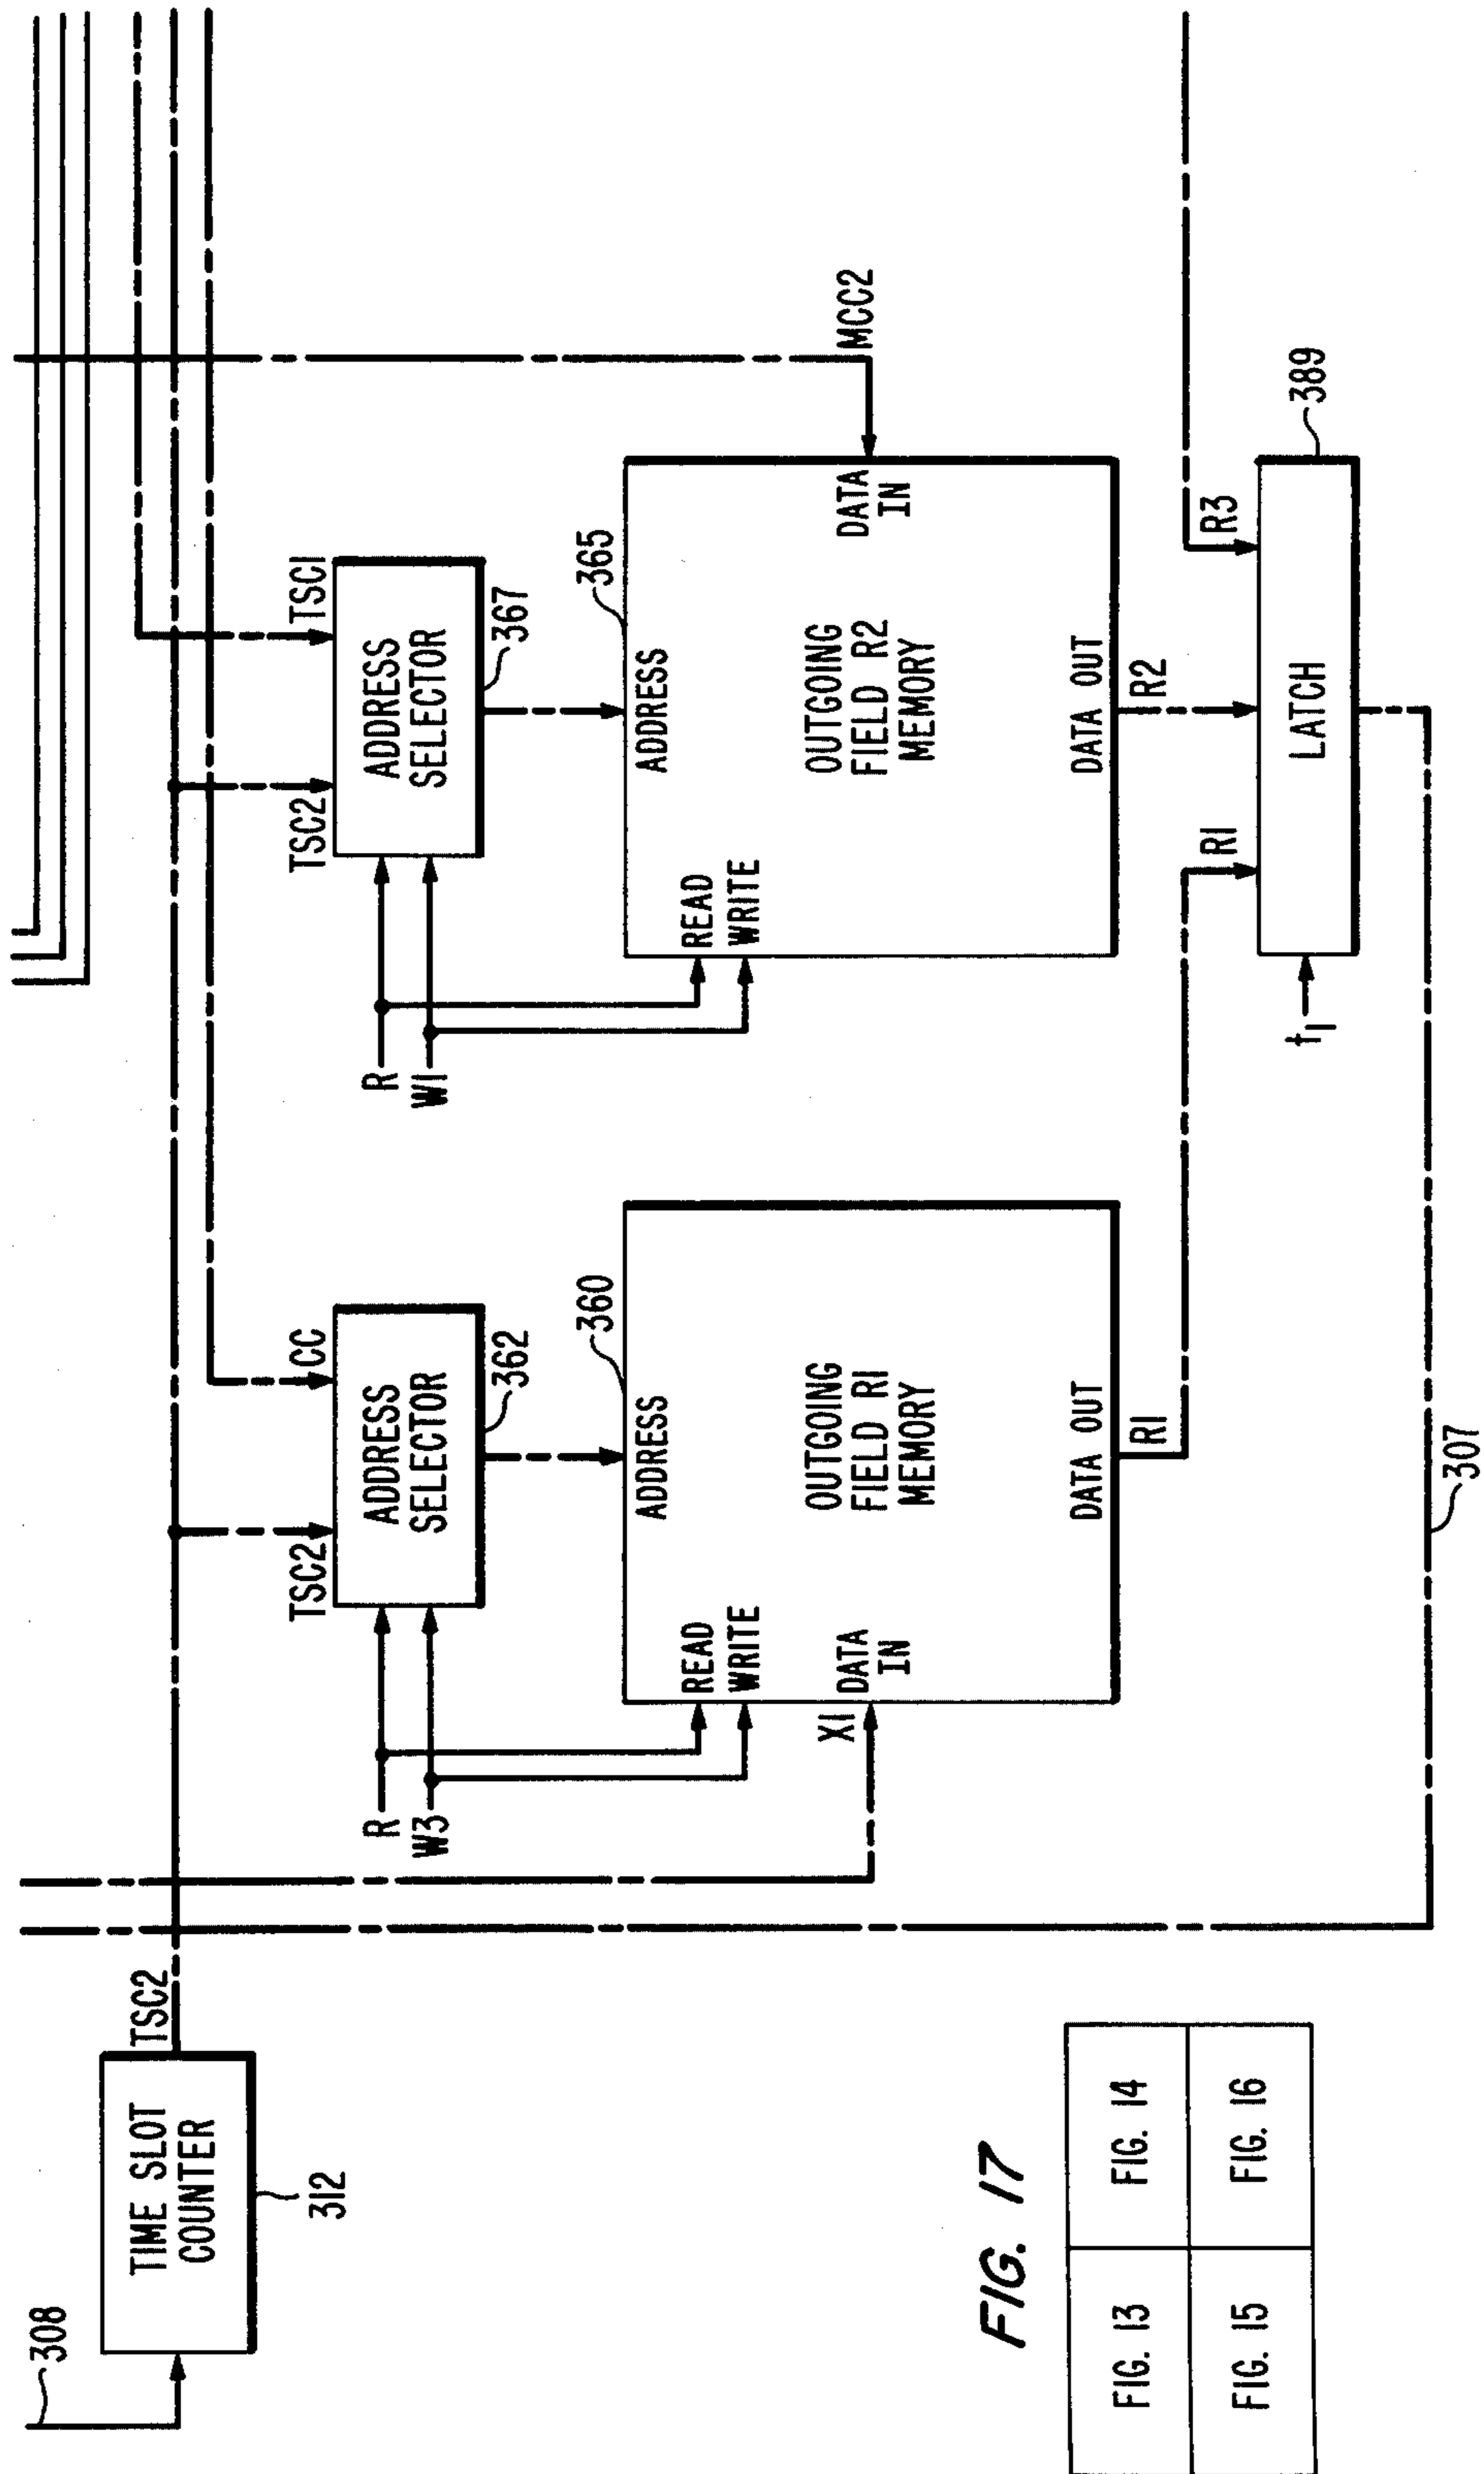 308
TIME SLOT
COUNTER
312
TSC2
TSC2
CC
ADDRESS
SELECTOR
362
R
W3
360
ADDRESS
READ
WRITE
X1
DATA
IN
OUTGOING
FIELD R1
MEMORY
DATA OUT
R1
TSC2
TSC1
ADDRESS
SELECTOR
367
R
W1
365
ADDRESS
READ
WRITE
OUTGOING
FIELD R2
MEMORY
DATA
IN
MCC2
DATA OUT
R2
R1
R3
LATCH
389
f1
307
FIG. 17
FIG. 13
FIG. 14
FIG. 15
FIG. 16